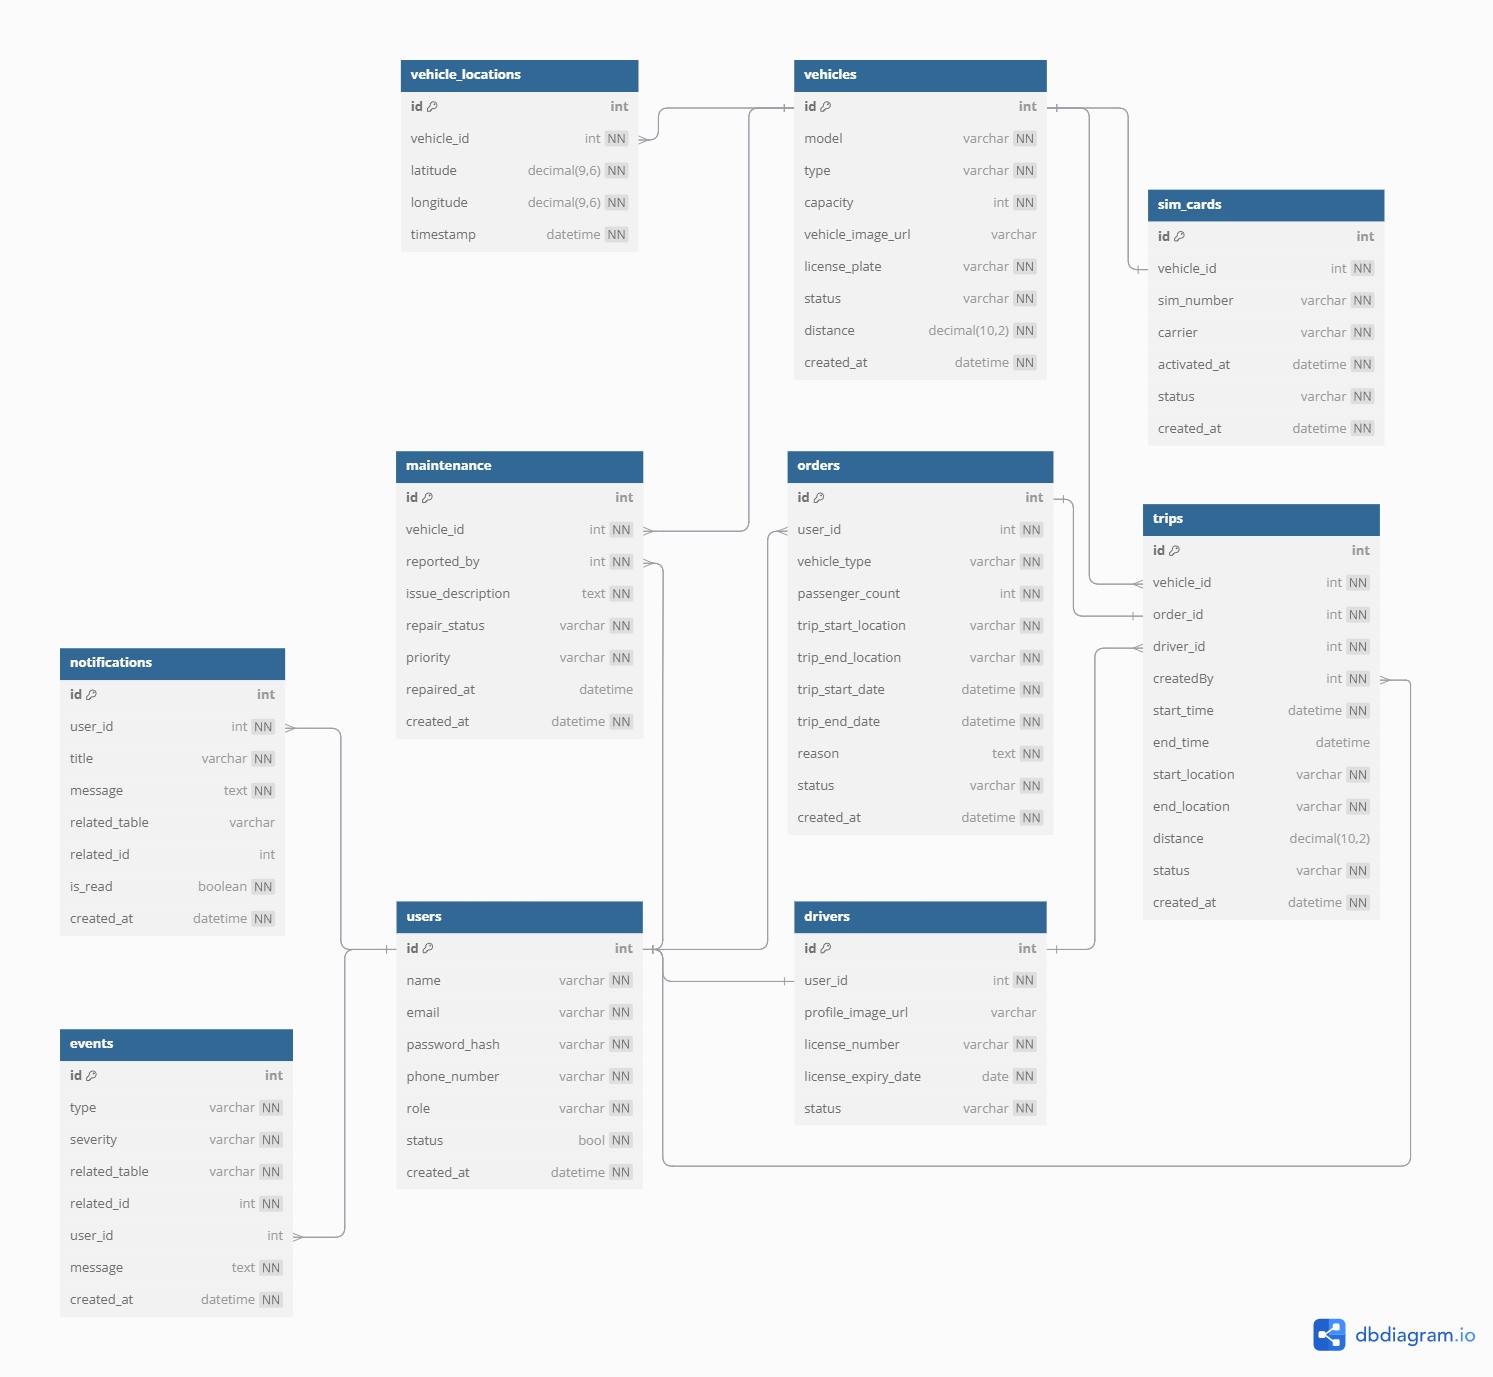 vehicle_locations
id int
vehicle_id int NN
latitude decimal(9,6) NN
longitude decimal(9,6) NN
timestamp datetime NN
vehicles
id int
model varchar NN
type varchar NN
capacity int NN
vehicle_image_url varchar
license_plate varchar NN
status varchar NN
distance decimal(10,2) NN
created_at datetime NN
sim_cards
id int
vehicle_id int NN
sim_number varchar NN
carrier varchar NN
activated_at datetime NN
status varchar NN
created_at datetime NN
maintenance
id int
vehicle_id int NN
reported_by int NN
issue_description text NN
repair_status varchar NN
priority varchar NN
repaired_at datetime
created_at datetime NN
orders
id int
user_id int NN
vehicle_type varchar NN
passenger_count int NN
trip_start_location varchar NN
trip_end_location varchar NN
trip_start_date datetime NN
trip_end_date datetime NN
reason text NN
status varchar NN
created_at datetime NN
trips
id int
vehicle_id int NN
order_id int NN
driver_id int NN
createdBy int NN
start_time datetime NN
end_time datetime
start_location varchar NN
end_location varchar NN
distance decimal(10,2)
status varchar NN
created_at datetime NN
notifications
id int
user_id int NN
title varchar NN
message text NN
related_table varchar
related_id int
is_read boolean NN
created_at datetime NN
users
id int
name varchar NN
email varchar NN
password_hash varchar NN
phone_number varchar NN
role varchar NN
status bool NN
created_at datetime NN
drivers
id int
user_id int NN
profile_image_url varchar
license_number varchar NN
license_expiry_date date NN
status varchar NN
events
id int
type varchar NN
severity varchar NN
related_table varchar NN
related_id int NN
user_id int
message text NN
created_at datetime NN
dbdiagram.io